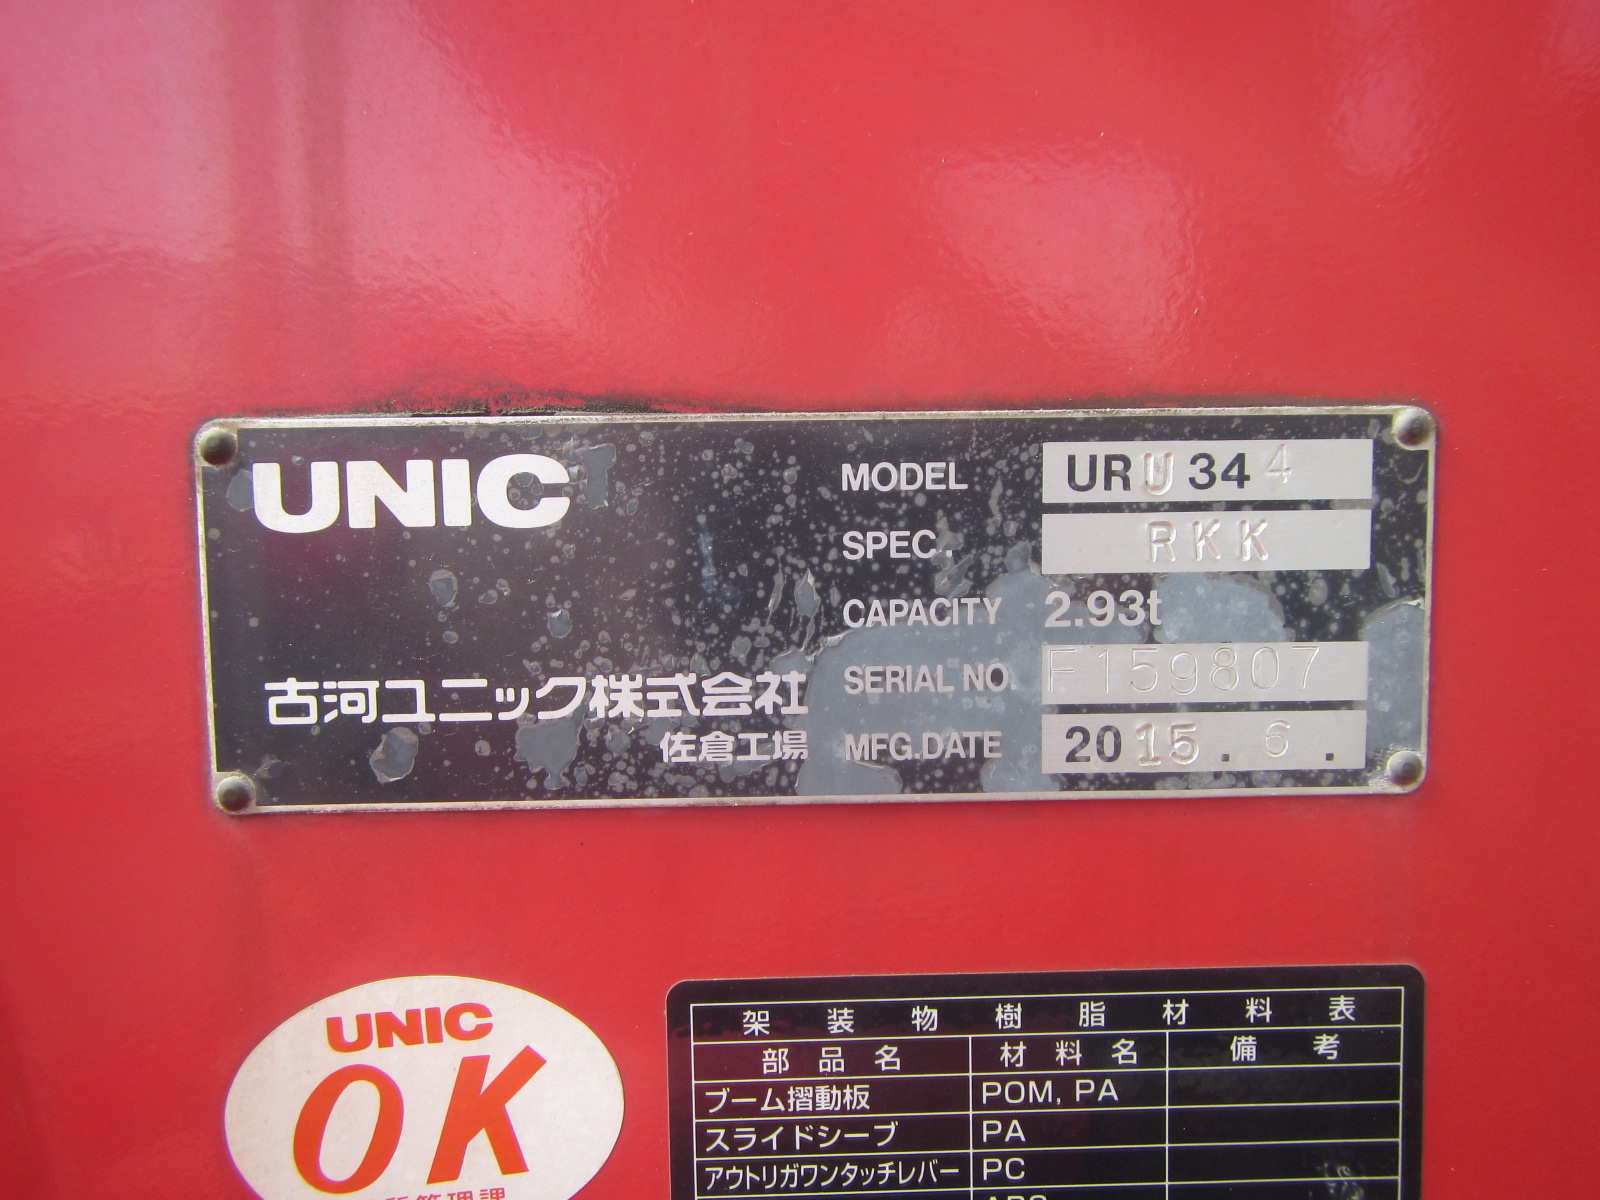 UNIC
MODEL URU344
SPEC. RKK
CAPACITY 2.93t
古河ユニック株式会社
SERIAL NO. F159807
佐倉工場
MFG.DATE 2015. 6 .
UNIC
OK
架装物樹脂材料表
部品名 材料名 備考
ブーム摺動板 POM, PA
スライドシーブ PA
アウトリガワンタッチレバー PC